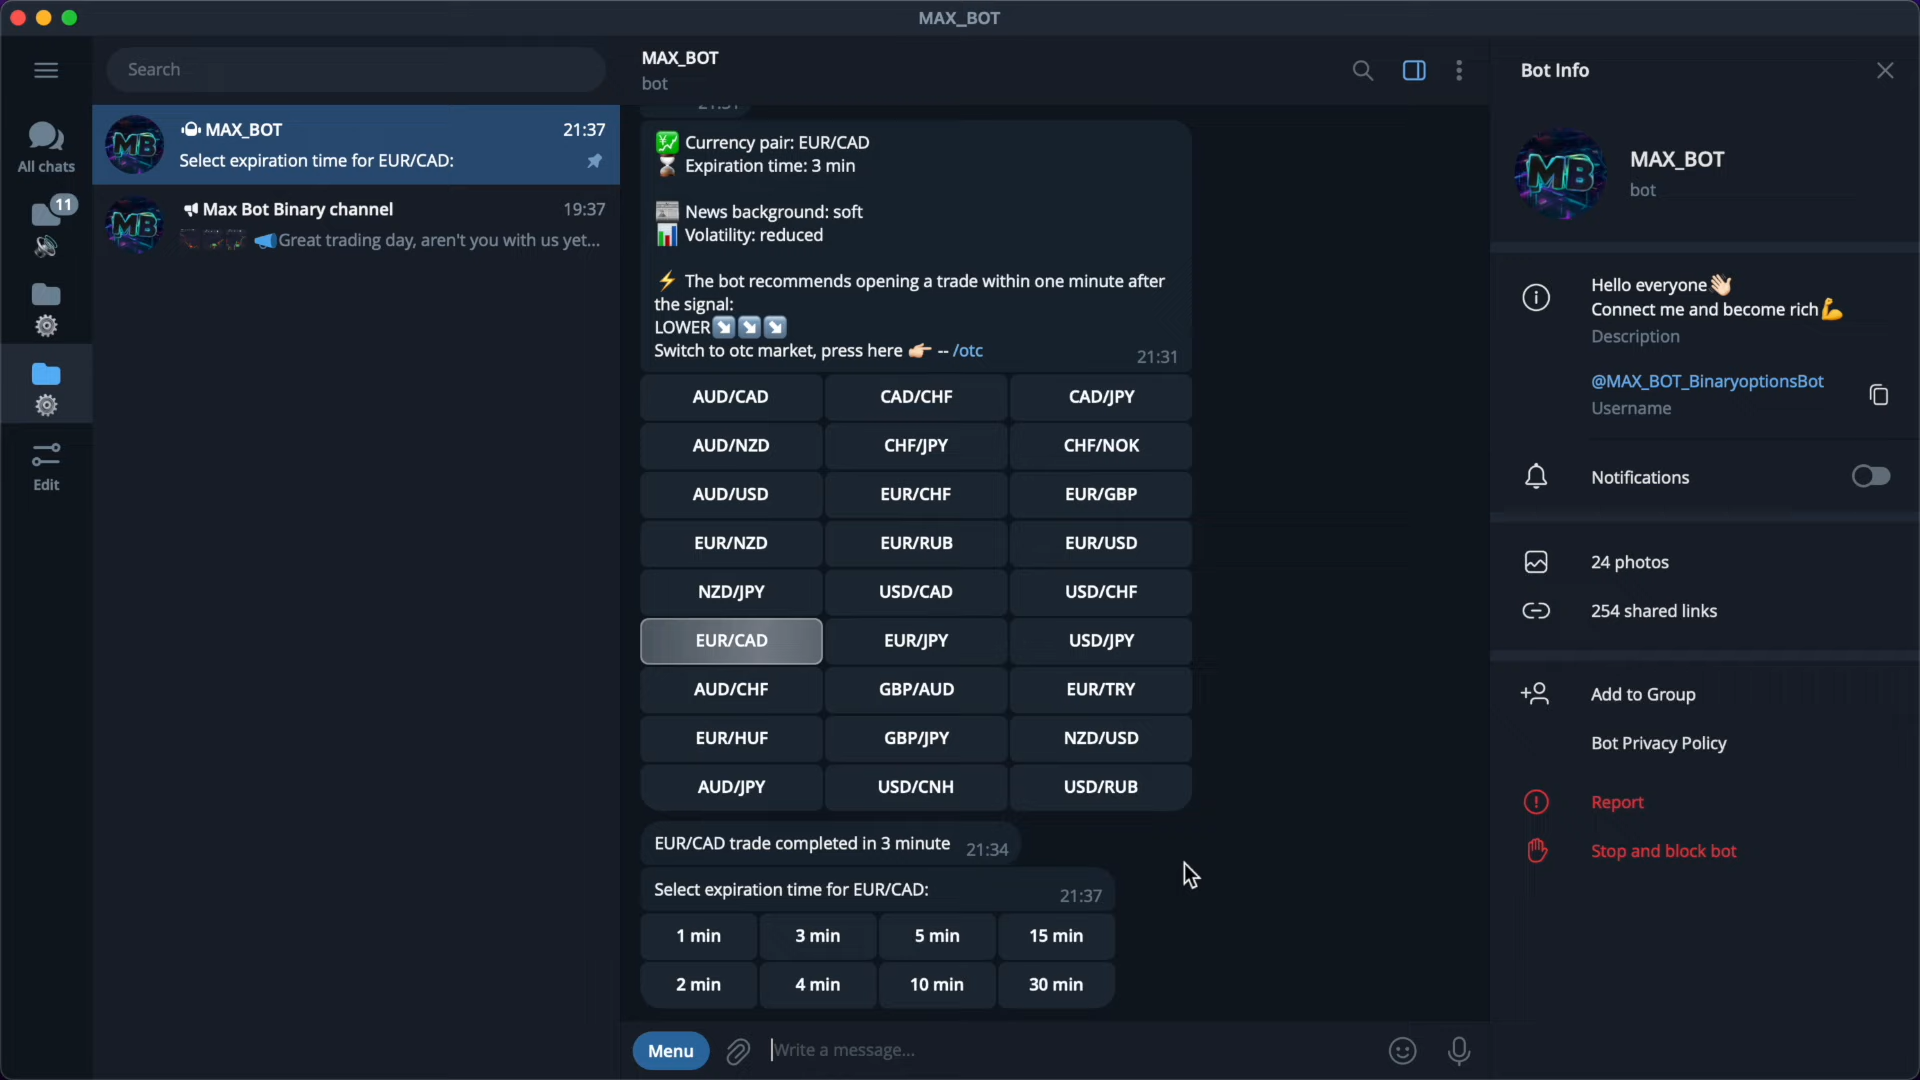 MAX_BOT
Search
All chats
11
Edit
MAX_BOT
21:37
Select expiration time for EUR/CAD:
Max Bot Binary channel
19:37
Great trading day, aren't you with us yet...
MAX_BOT
bot
Currency pair: EUR/CAD
Expiration time: 3 min
News background: soft
Volatility: reduced
The bot recommends opening a trade within one minute after
the signal:
LOWER
Switch to otc market, press here -- /otc
21:31
AUD/CAD CAD/CHF CAD/JPY
AUD/NZD CHF/JPY CHF/NOK
AUD/USD EUR/CHF EUR/GBP
EUR/NZD EUR/RUB EUR/USD
NZD/JPY USD/CAD USD/CHF
EUR/CAD EUR/JPY USD/JPY
AUD/CHF GBP/AUD EUR/TRY
EUR/HUF GBP/JPY NZD/USD
AUD/JPY USD/CNH USD/RUB
EUR/CAD trade completed in 3 minute 21:34
Select expiration time for EUR/CAD:
21:37
1 min 3 min 5 min 15 min
2 min 4 min 10 min 30 min
Menu
Write a message...
Bot Info
MB
MAX_BOT
bot
Hello everyone
Connect me and become rich
Description
@MAX_BOT_BinaryoptionsBot
Username
Notifications
24 photos
254 shared links
Add to Group
Bot Privacy Policy
Report
Stop and block bot